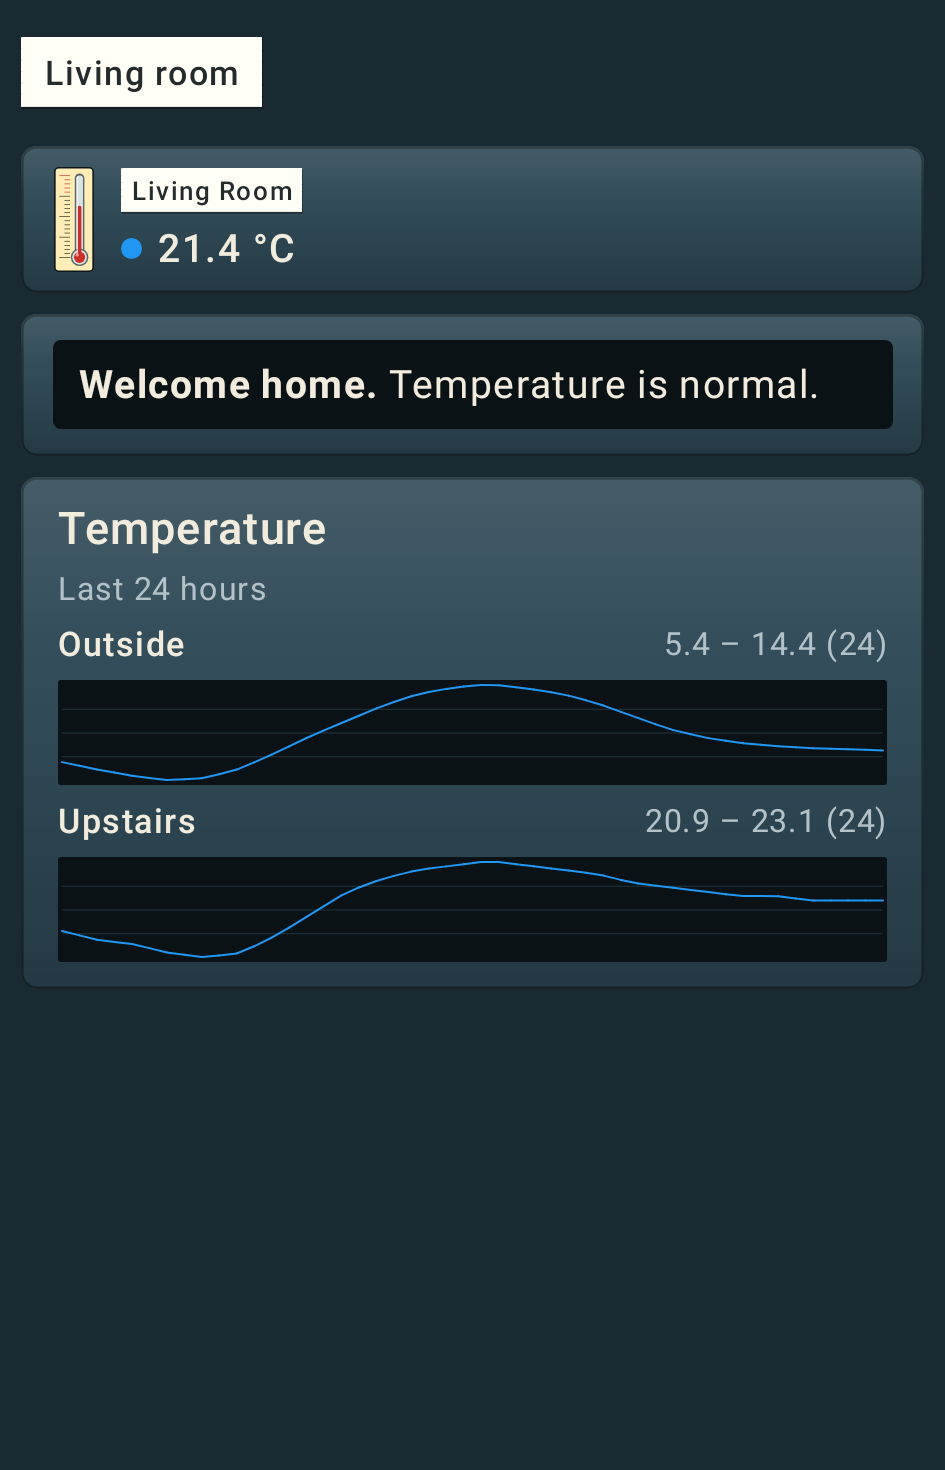 Living room
Living Room
21.4 °C
Welcome home. Temperature is normal.
Temperature
Last 24 hours
Outside 5.4 – 14.4 (24)
Upstairs 20.9 – 23.1 (24)